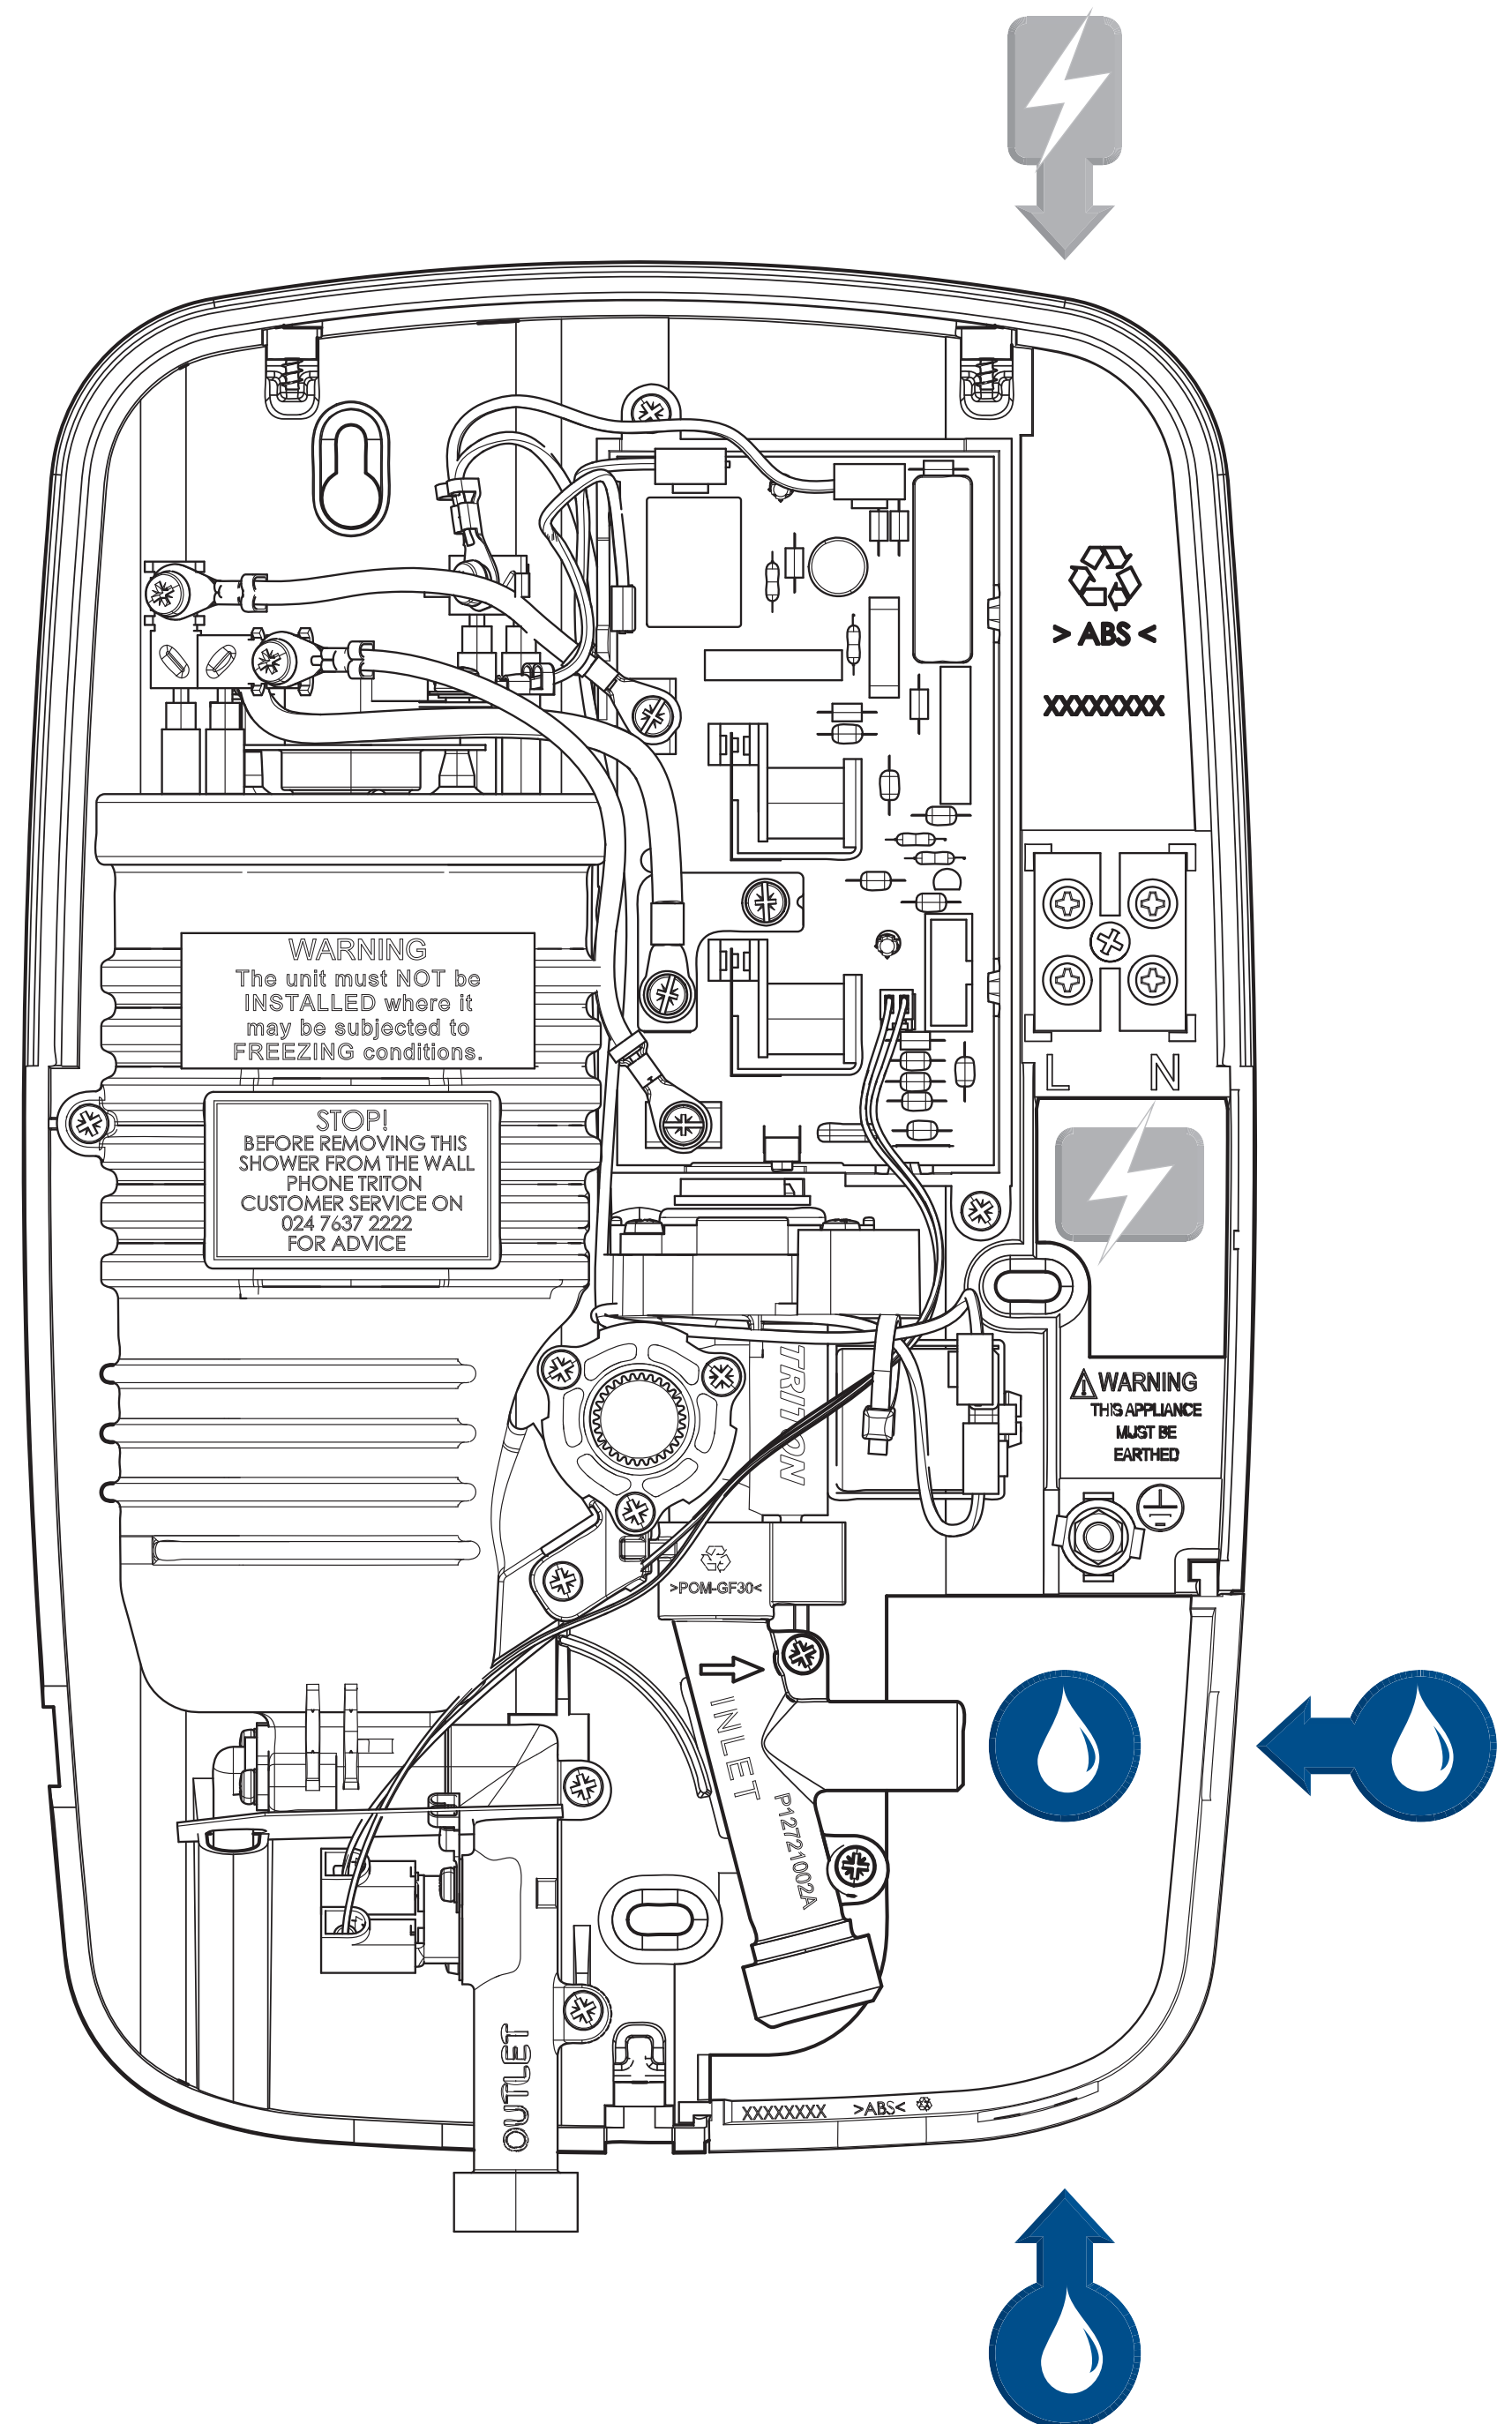 > ABS <
XXXXXXXX
WARNING
The unit must NOT be
INSTALLED where it
may be subjected to
FREEZING conditions.
L N
STOP!
BEFORE REMOVING THIS
SHOWER FROM THE WALL
PHONE TRITON
CUSTOMER SERVICE ON
024 7637 2222
FOR ADVICE
TRITON
WARNING
THIS APPLIANCE
MUST BE
EARTHED
>POM-GF30<
INLET
P12721002A
OUTLET
XXXXXXXX >ABS<